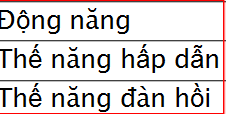 Động năng
Thế năng hấp dẫn
Thế năng đàn hồi